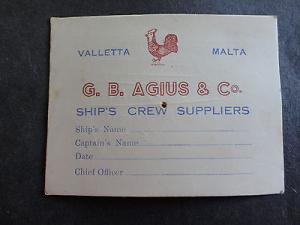 VALLETTA MALTA
G. B. AGIUS & Co.
SHIP'S CREW SUPPLIERS
Ship's Name
Captain's Name
Date
Chief Officer